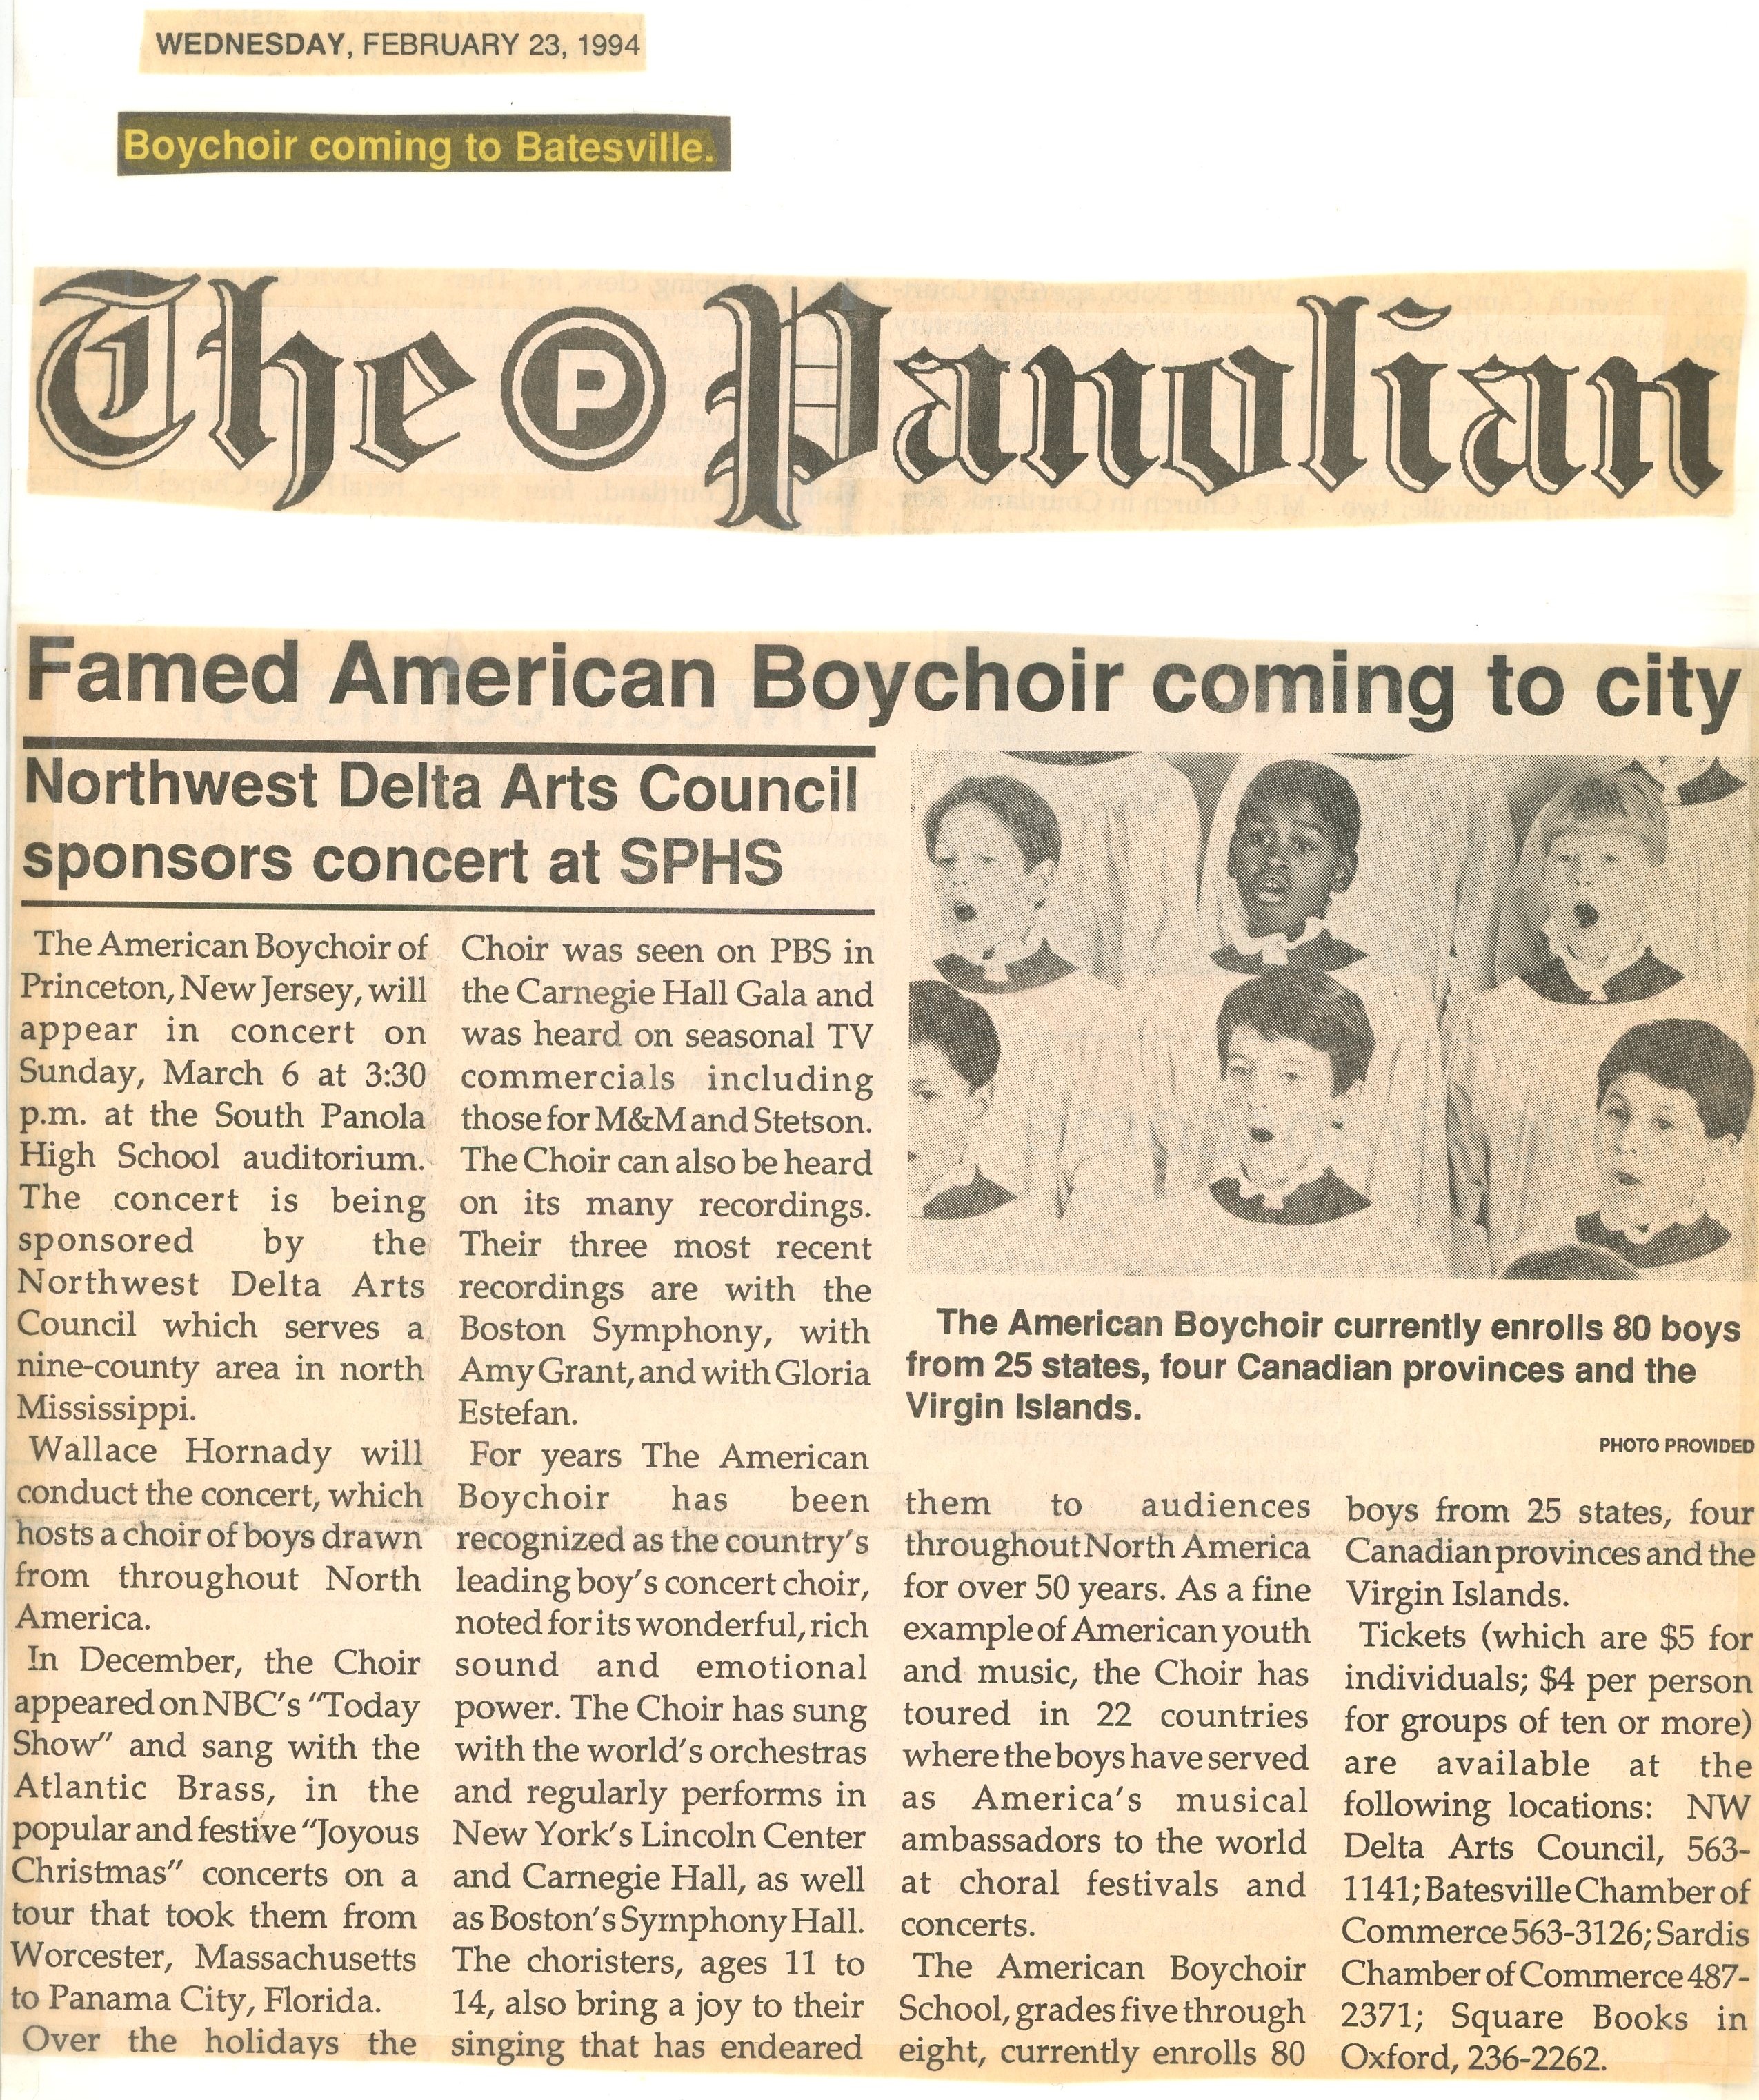 WEDNESDAY, FEBRUARY 23, 1994
Boychoir coming to Batesville.
The P Panolian
Famed American Boychoir coming to city
Northwest Delta Arts Council
sponsors concert at SPHS
The American Boychoir of
Princeton, New Jersey, will
appear in concert on
Sunday, March 6 at 3:30
p.m. at the South Panola
High School auditorium.
The concert is being
sponsored by the
Northwest Delta Arts
Council which serves a
nine-county area in north
Mississippi.
Wallace Hornady will
conduct the concert, which
hosts a choir of boys drawn
from throughout North
America.
In December, the Choir
appeared on NBC's "Today
Show" and sang with the
Atlantic Brass, in the
popular and festive "Joyous
Christmas" concerts on a
tour that took them from
Worcester, Massachusetts
to Panama City, Florida.
Over the holidays the
Choir was seen on PBS in
the Carnegie Hall Gala and
was heard on seasonal TV
commercials including
those for M&M and Stetson.
The Choir can also be heard
on its many recordings.
Their three most recent
recordings are with the
Boston Symphony, with
Amy Grant, and with Gloria
Estefan.
For years The American
Boychoir has been
recognized as the country's
leading boy's concert choir,
noted for its wonderful, rich
sound and emotional
power. The Choir has sung
with the world's orchestras
and regularly performs in
New York's Lincoln Center
and Carnegie Hall, as well
as Boston's Symphony Hall.
The choristers, ages 11 to
14, also bring a joy to their
singing that has endeared
The American Boychoir currently enrolls 80 boys
from 25 states, four Canadian provinces and the
Virgin Islands.
PHOTO PROVIDED
them to audiences
throughout North America
for over 50 years. As a fine
example of American youth
and music, the Choir has
toured in 22 countries
where the boys have served
as America's musical
ambassadors to the world
at choral festivals and
concerts.
The American Boychoir
School, grades five through
eight, currently enrolls 80
boys from 25 states, four
Canadian provinces and the
Virgin Islands.
Tickets (which are $5 for
individuals; $4 per person
for groups of ten or more)
are available at the
following locations: NW
Delta Arts Council, 563-
1141; Batesville Chamber of
Commerce 563-3126; Sardis
Chamber of Commerce 487-
2371; Square Books in
Oxford, 236-2262.